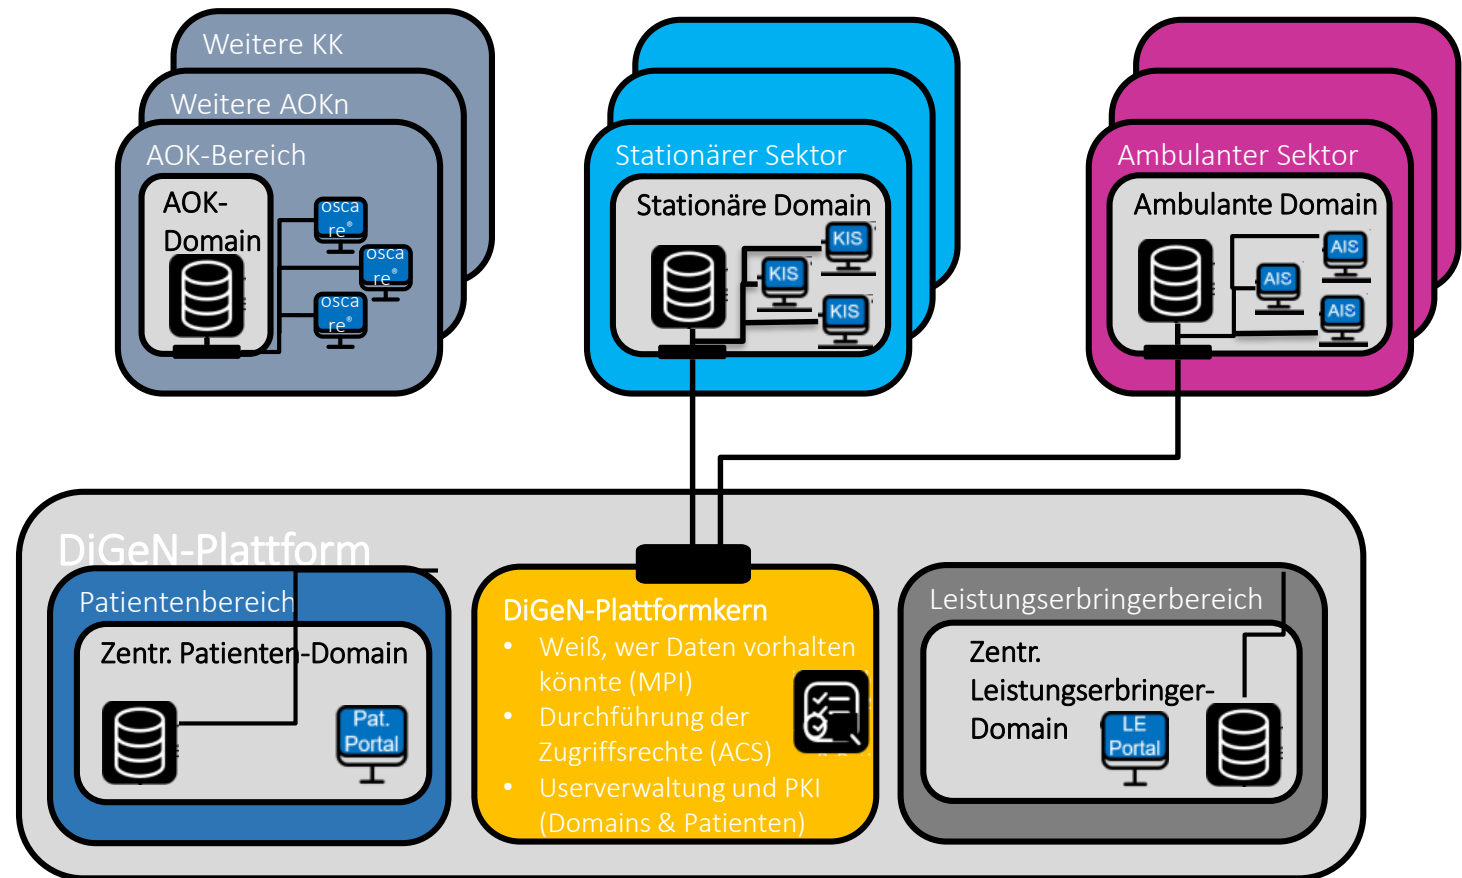 Weitere KK
Weitere AOKn
AOK-Bereich
AOK-
Domain
osca
re®
osca
re®
osca
re®
Stationärer Sektor
Stationäre Domain
KIS
KIS
KIS
Ambulanter Sektor
Ambulante Domain
AIS
AIS
AIS
DiGeN-Plattform
Patientenbereich
Zentr. Patienten-Domain
Pat.
Portal
DiGeN-Plattformkern
• Weiß, wer Daten vorhalten
könnte (MPI)
• Durchführung der
Zugriffsrechte (ACS)
• Userverwaltung und PKI
(Domains & Patienten)
Leistungserbringerbereich
Zentr.
Leistungserbringer-
Domain
LE
Portal